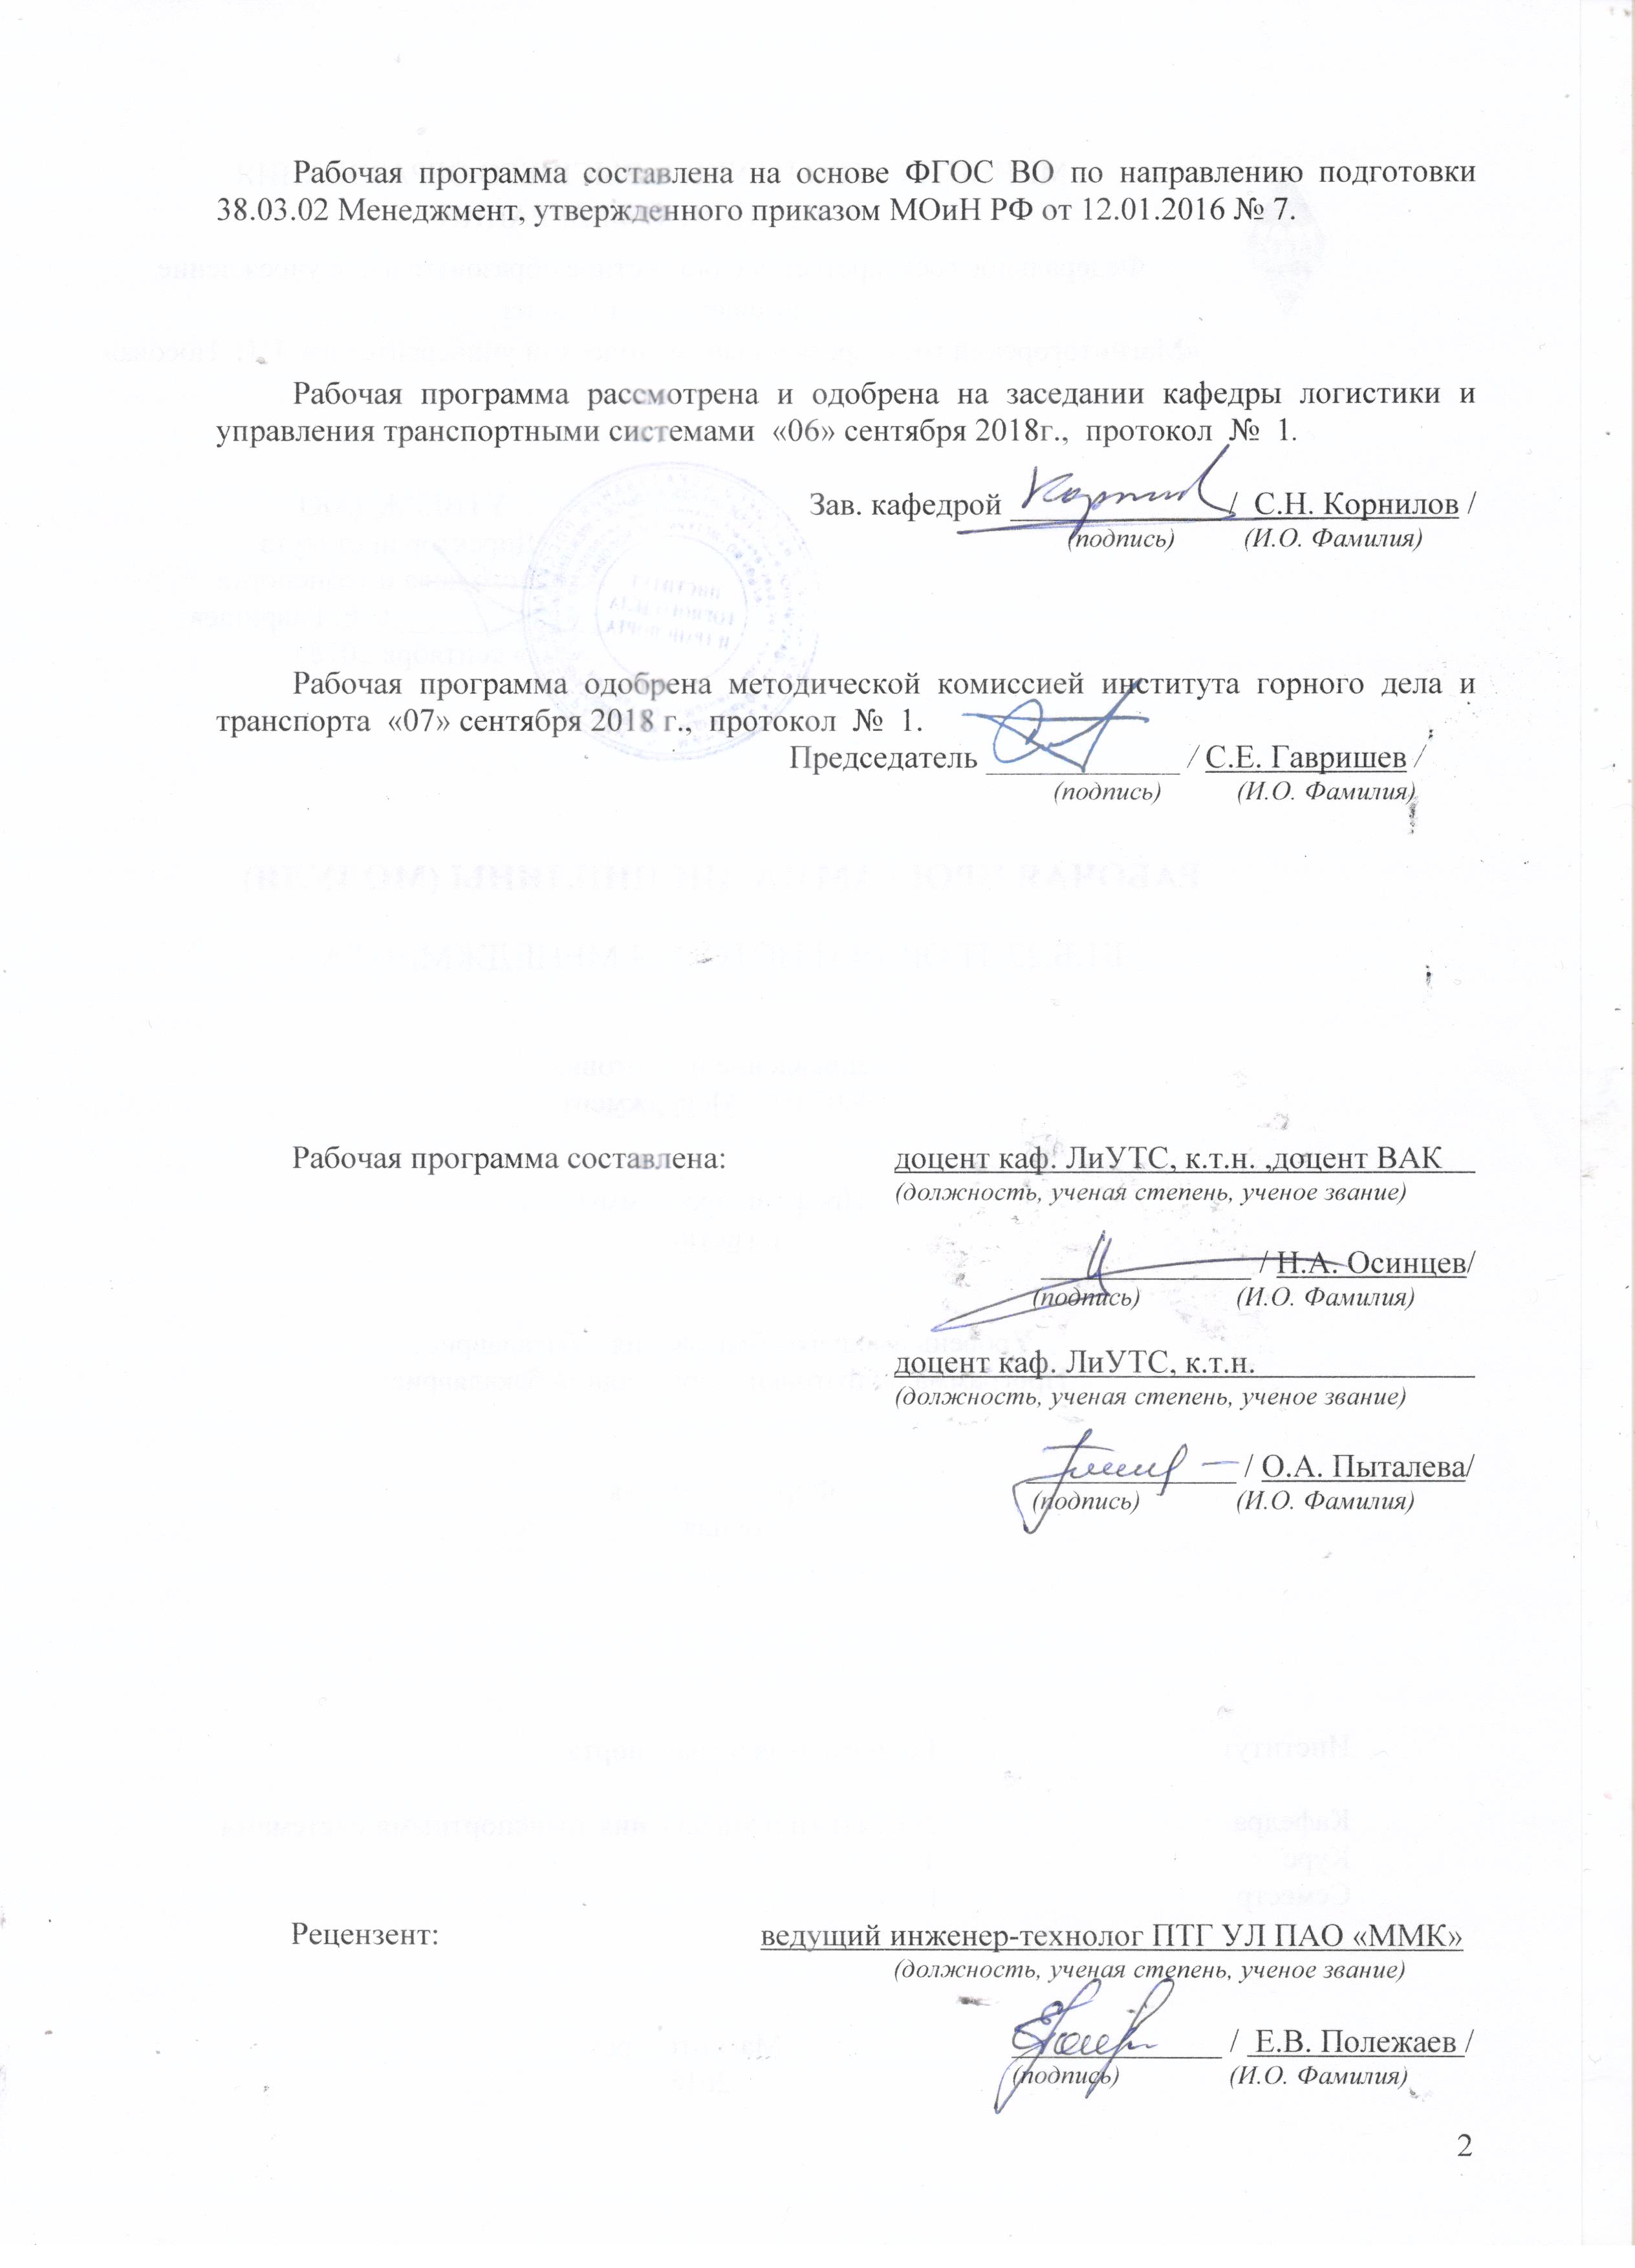 Рабочая программа составлена на основе ФГОС ВО по направлению подготовки
38.03.02 Менеджмент, утвержденного приказом МОиН РФ от 12.01.2016 № 7.
Рабочая программа рассмотрена и одобрена на заседании кафедры логистики и
управления транспортными системами «06» сентября 2018г., протокол № 1.
Зав. кафедрой / С.Н. Корнилов /
(подпись) (И.О. Фамилия)
Рабочая программа одобрена методической комиссией института горного дела и
транспорта «07» сентября 2018 г., протокол № 1.
Председатель / С.Е. Гавришев /
(подпись) (И.О. Фамилия)
Рабочая программа составлена: доцент каф. ЛиУТС, к.т.н. ,доцент ВАК
(должность, ученая степень, ученое звание)
/ Н.А. Осинцев/
(подпись) (И.О. Фамилия)
доцент каф. ЛиУТС, к.т.н.
(должность, ученая степень, ученое звание)
/ О.А. Пыталева/
(подпись) (И.О. Фамилия)
Рецензент: ведущий инженер-технолог ПТГ УЛ ПАО «ММК»
(должность, ученая степень, ученое звание)
/ Е.В. Полежаев /
(подпись) (И.О. Фамилия)
2